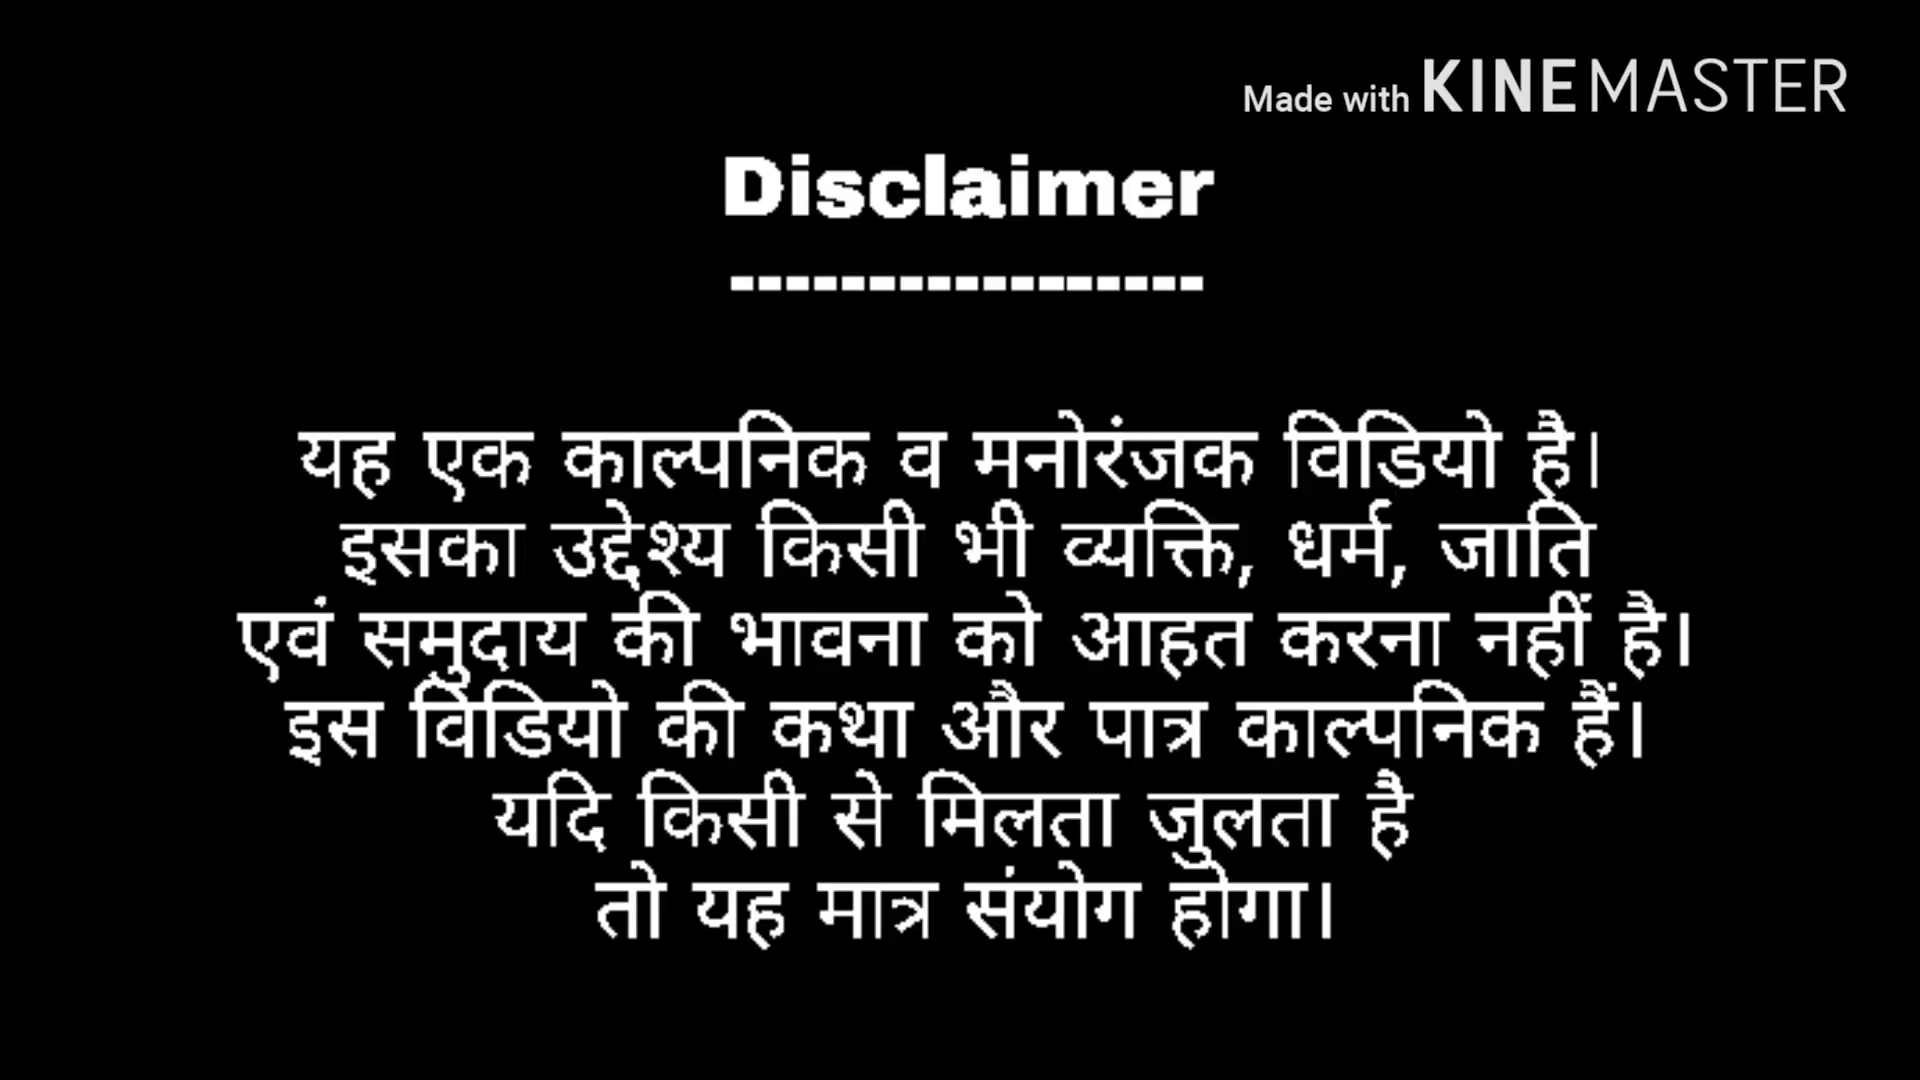 Made with KINEMASTER
Disclaimer
-----------------
यह एक काल्पनिक व मनोरंजक विडियो है।
इसका उद्देश्य किसी भी व्यक्ति, धर्म, जाति
एवं समुदाय की भावना को आहत करना नहीं है।
इस विडियो की कथा और पात्र काल्पनिक हैं।
यदि किसी से मिलता जुलता है
तो यह मात्र संयोग होगा।